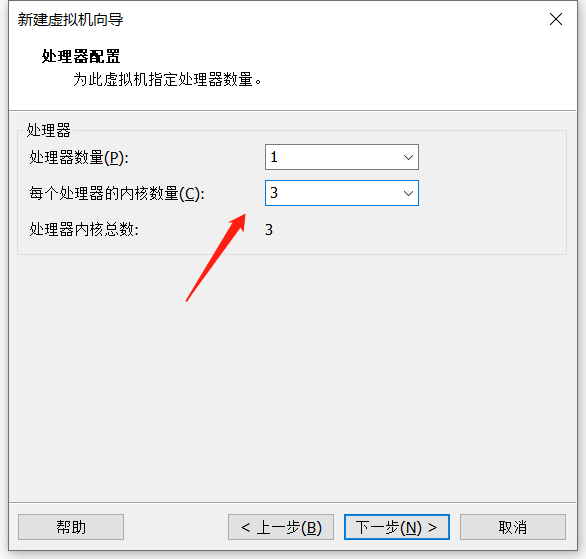 新建虚拟机向导
处理器配置
为此虚拟机指定处理器数量。
处理器
处理器数量(P): 1
每个处理器的内核数量(C): 3
处理器内核总数: 3
帮助 < 上一步(B) 下一步(N) > 取消